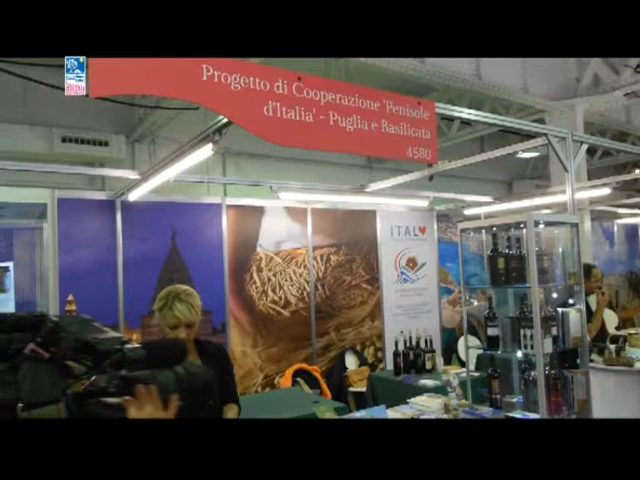 Progetto di Cooperazione 'Penisole
d'Italia' - Puglia e Basilicata
4580
ITAL